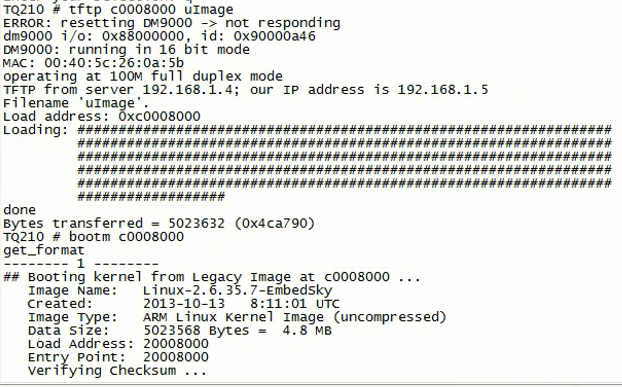 TQ210 # tftp c0008000 uImage
ERROR: resetting DM9000 -> not responding
dm9000 i/o: 0x88000000, id: 0x90000a46
DM9000: running in 16 bit mode
MAC: 00:40:5c:26:0a:5b
operating at 100M full duplex mode
TFTP from server 192.168.1.4; our IP address is 192.168.1.5
Filename 'uImage'.
Load address: 0xc0008000
Loading: #################################################################
#################################################################
#################################################################
#################################################################
#################################################################
##################
done
Bytes transferred = 5023632 (0x4ca790)
TQ210 # bootm c0008000
get_format
-------- 1 --------
## Booting kernel from Legacy Image at c0008000 ...
Image Name: Linux-2.6.35.7-EmbedSky
Created: 2013-10-13 8:11:01 UTC
Image Type: ARM Linux Kernel Image (uncompressed)
Data Size: 5023568 Bytes = 4.8 MB
Load Address: 20008000
Entry Point: 20008000
Verifying Checksum ...